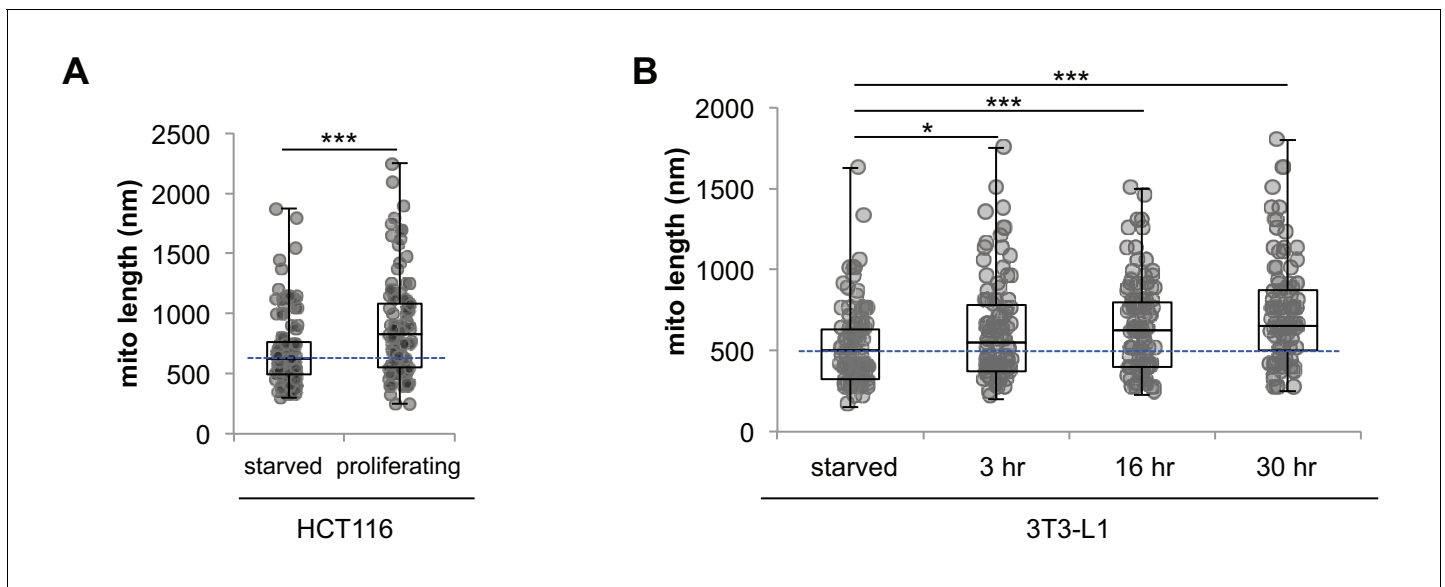 A
mito length (nm)
2500
2000
1500
1000
500
0
***
starved proliferating
HCT116
B
mito length (nm)
2000
1500
1000
500
0
***
***
*
starved 3 hr 16 hr 30 hr
3T3-L1